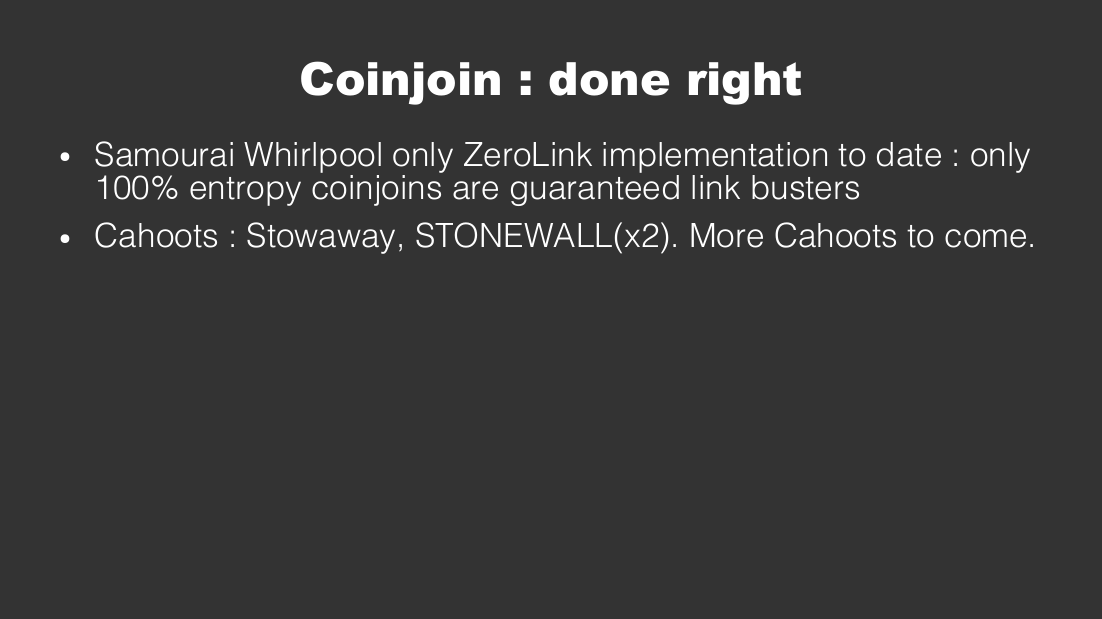 Coinjoin : done right
• Samourai Whirlpool only ZeroLink implementation to date : only
100% entropy coinjoins are guaranteed link busters
• Cahoots : Stowaway, STONEWALL(x2). More Cahoots to come.